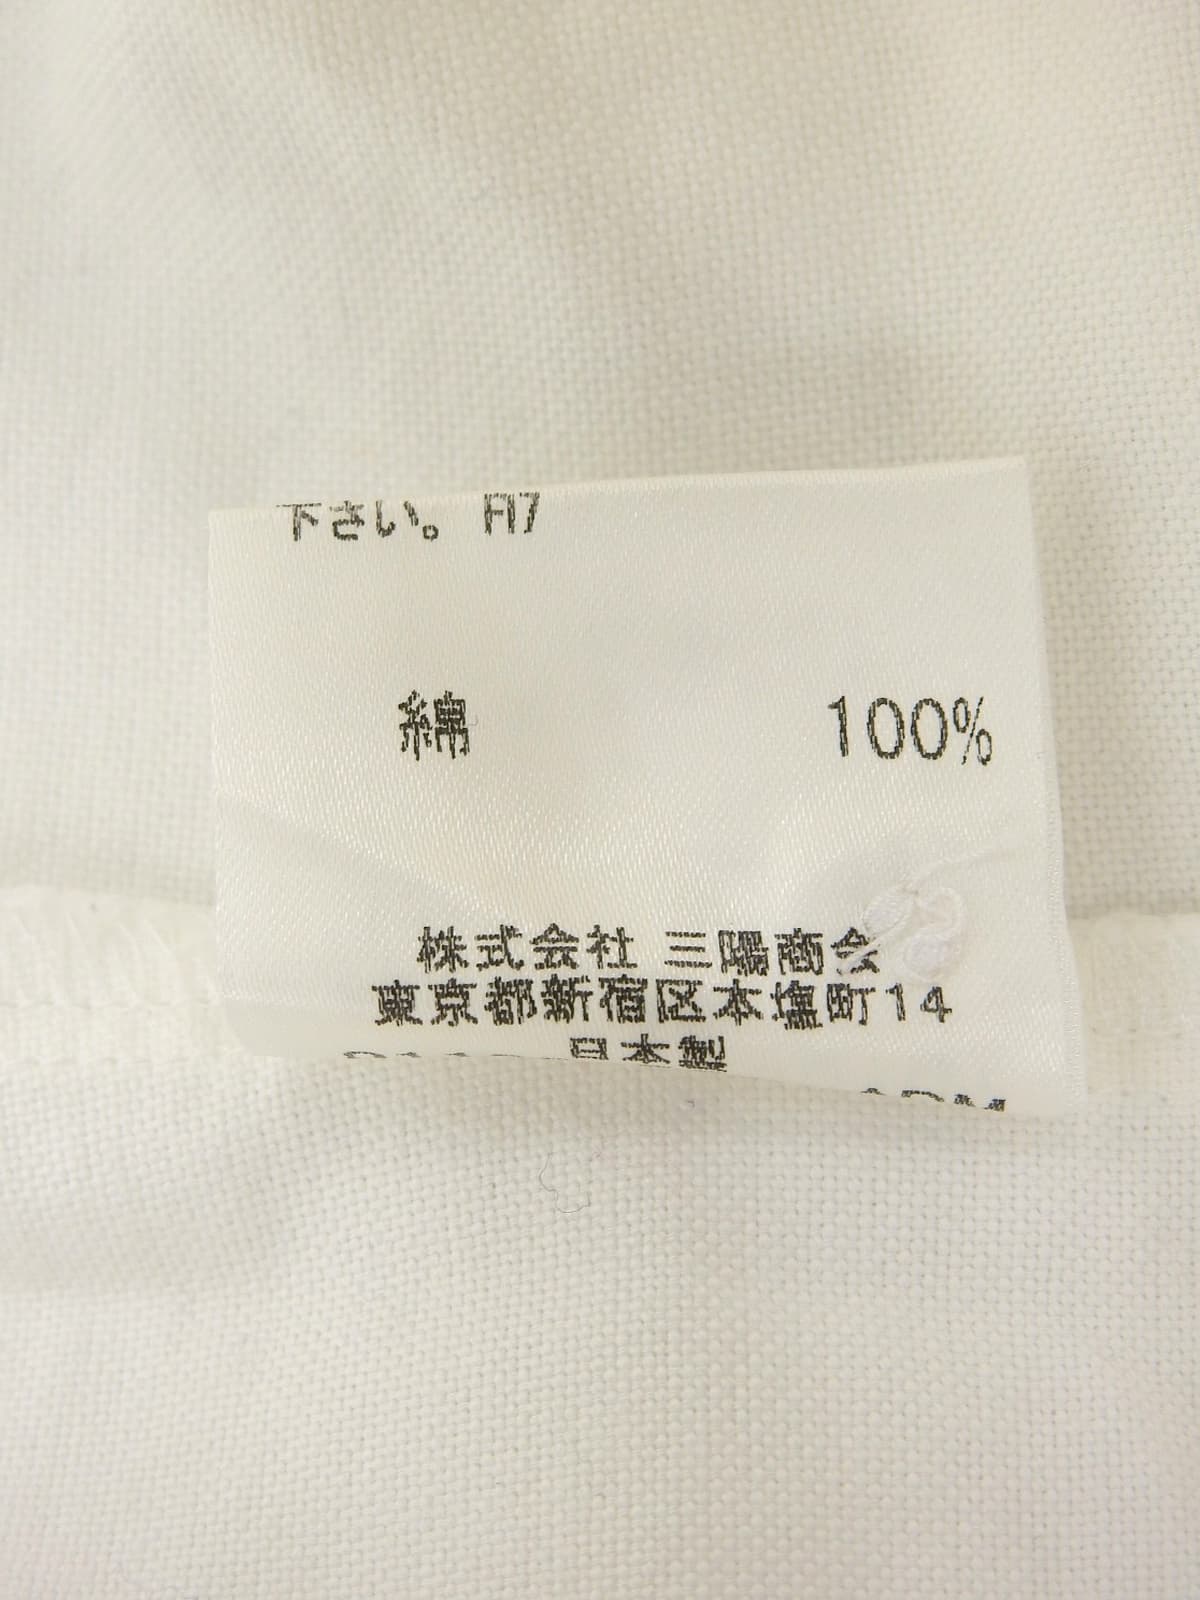 下さい。
綿 100%
株式会社 三陽商会
東京都新宿区本塩町14
日本製